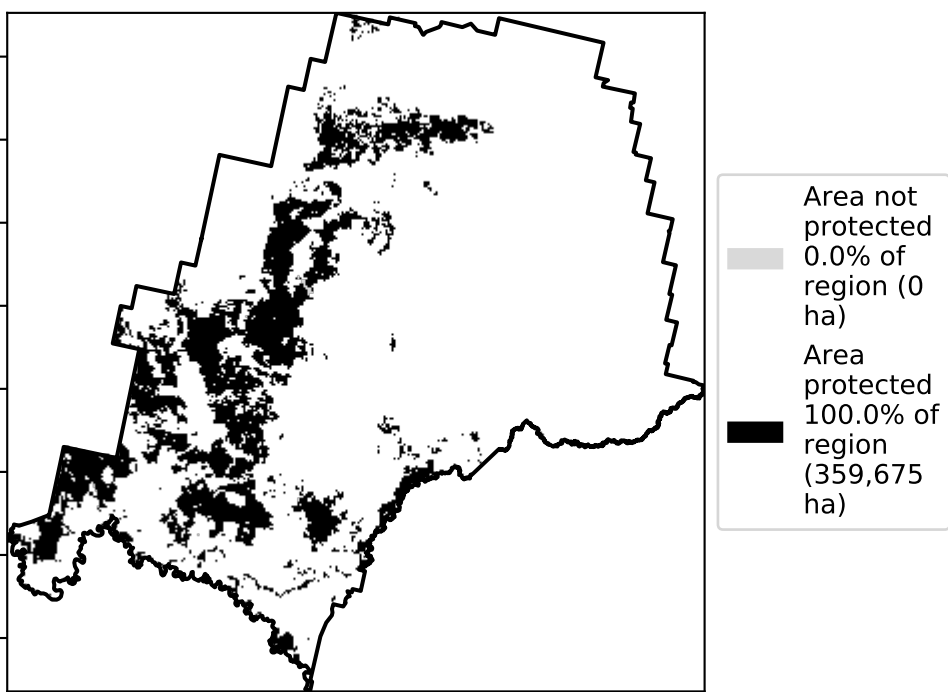 Area not
protected
0.0% of
region (0
ha)
Area
protected
100.0% of
region
(359,675
ha)